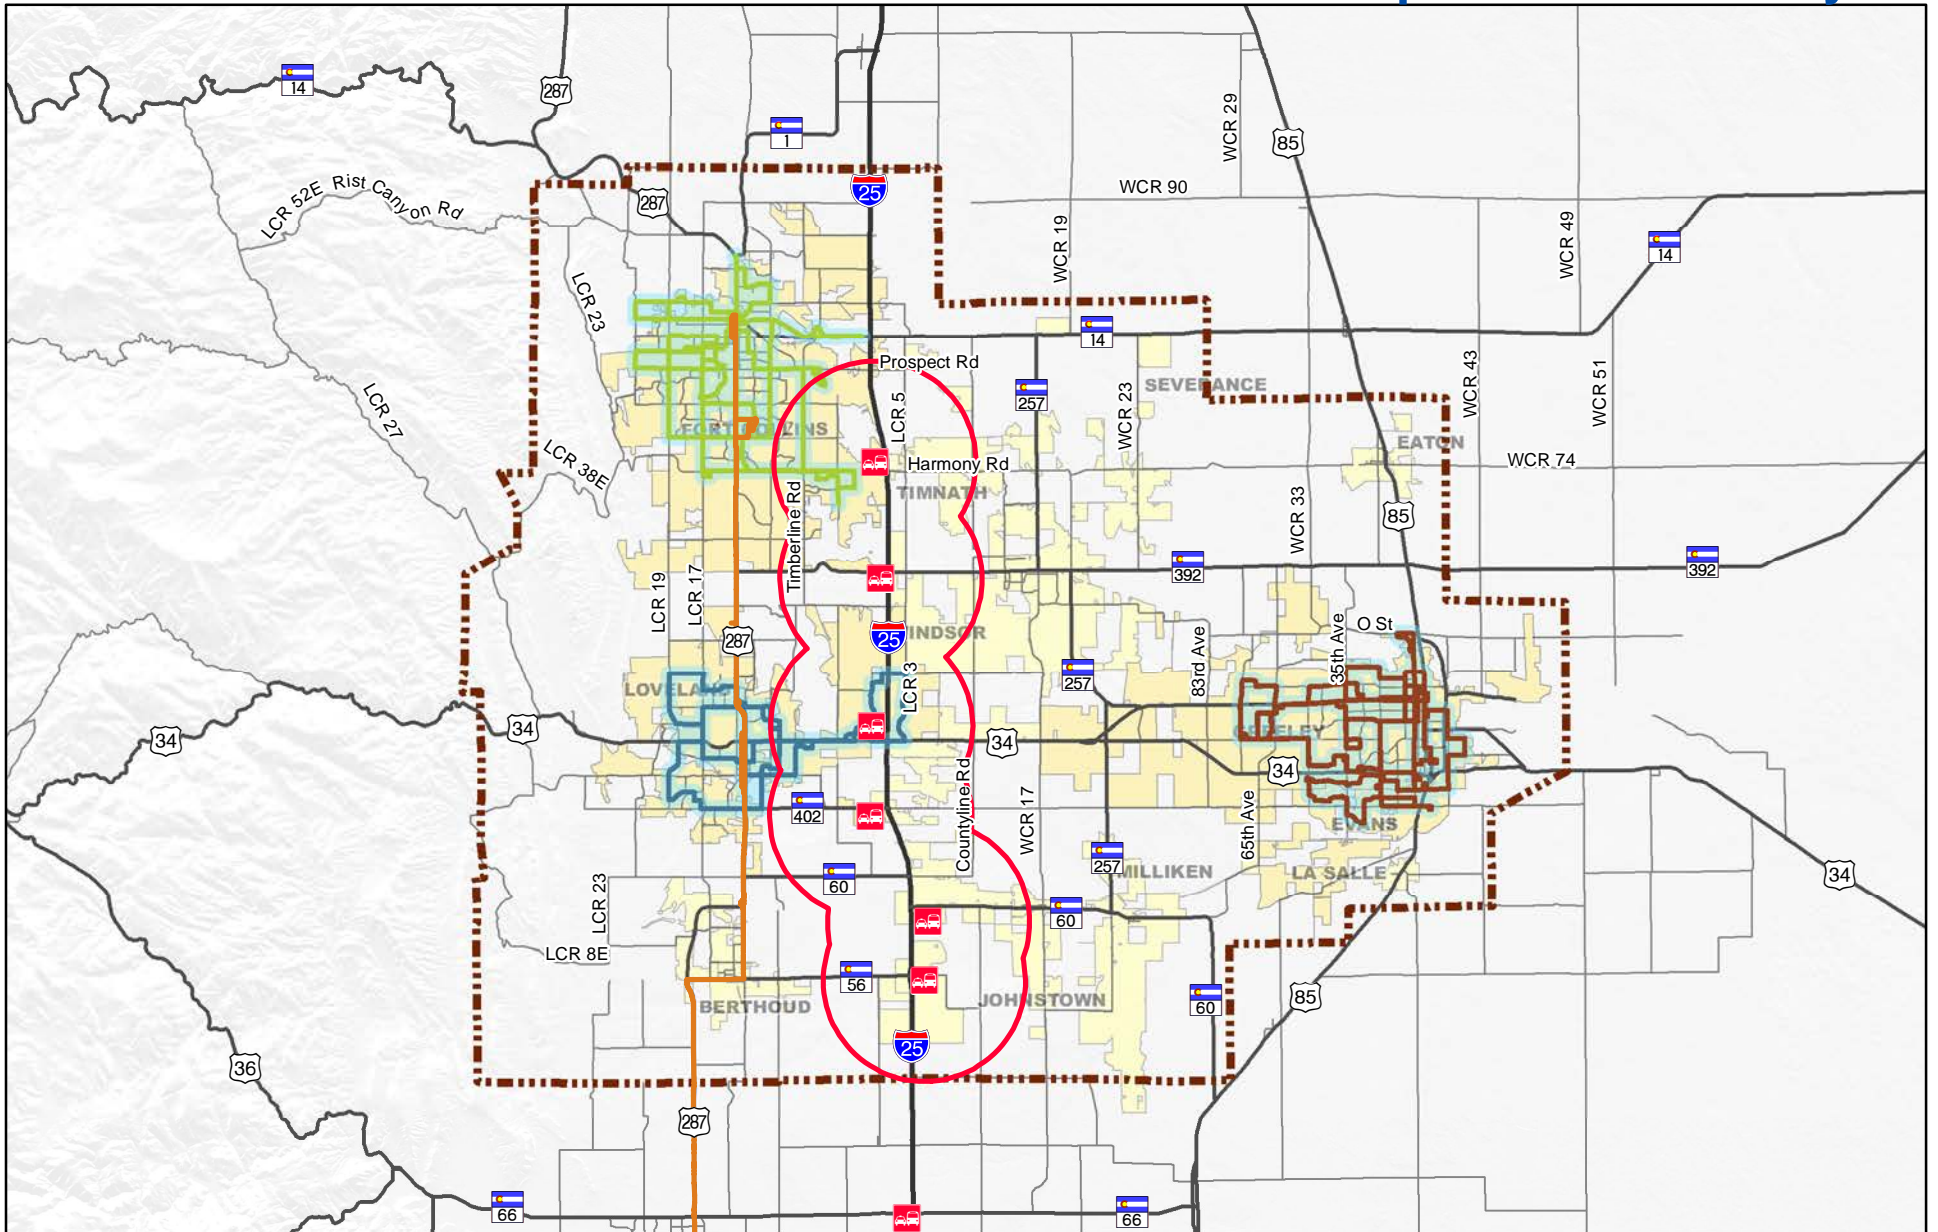 14
287
1
85
WCR 29
25
WCR 90
LCR 52E Rist Canyon Rd
287
WCR 19
WCR 49
14
LCR 23
14
Prospect Rd
SEVERANCE
257
WCR 23
WCR 43
WCR 51
LCR 27
LCR 5
FORT COLLINS
EATON
LCR 38E
Harmony Rd
WCR 74
TIMNATH
Timberline Rd
WCR 33
85
392
392
LCR 19
LCR 17
287
25
WINDSOR
O St
35th Ave
83rd Ave
257
LOVELAND
LCR 3
34
34
34
GREELEY
34
Countyline Rd
WCR 17
402
65th Ave
EVANS
257
MILLIKEN
LA SALLE
34
60
LCR 23
60
LCR 8E
56
BERTHOUD
JOHNSTOWN
60
85
25
36
287
66
66